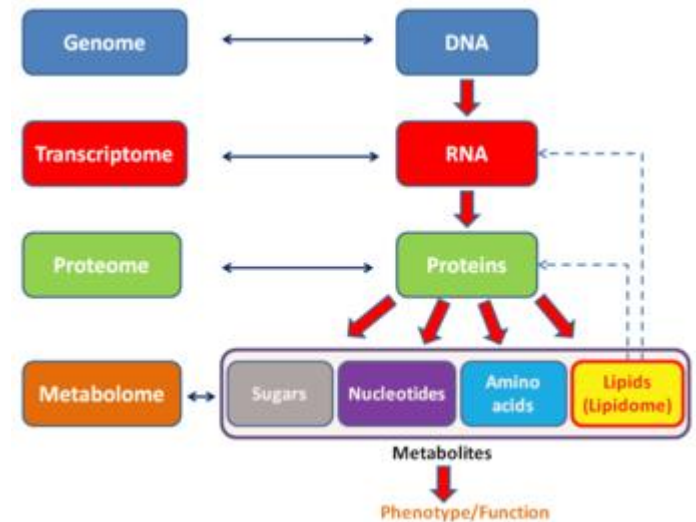 Genome
DNA
Transcriptome
RNA
Proteome
Proteins
Metabolome
Sugars
Nucleotides
Amino
acids
Lipids
(Lipidome)
Metabolites
Phenotype/Function